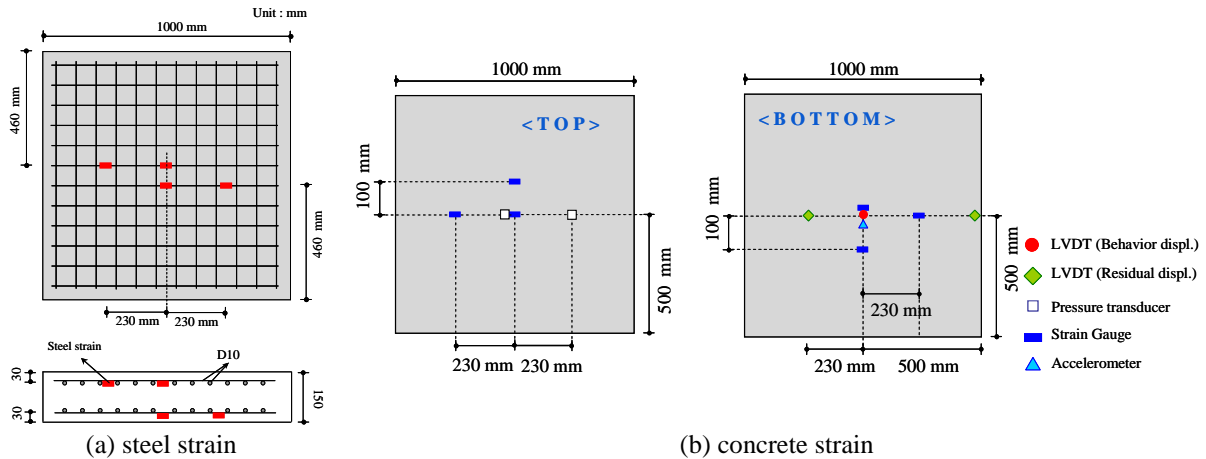 Unit : mm
1000 mm
460 mm
460 mm
230 mm
230 mm
Steel strain
D10
30
30
150
(a) steel strain
1000 mm
< T O P >
100 mm
500 mm
230 mm
230 mm
1000 mm
< B O T T O M >
100 mm
500 mm
230 mm
230 mm
500 mm
LVDT (Behavior displ.)
LVDT (Residual displ.)
Pressure transducer
Strain Gauge
Accelerometer
(b) concrete strain